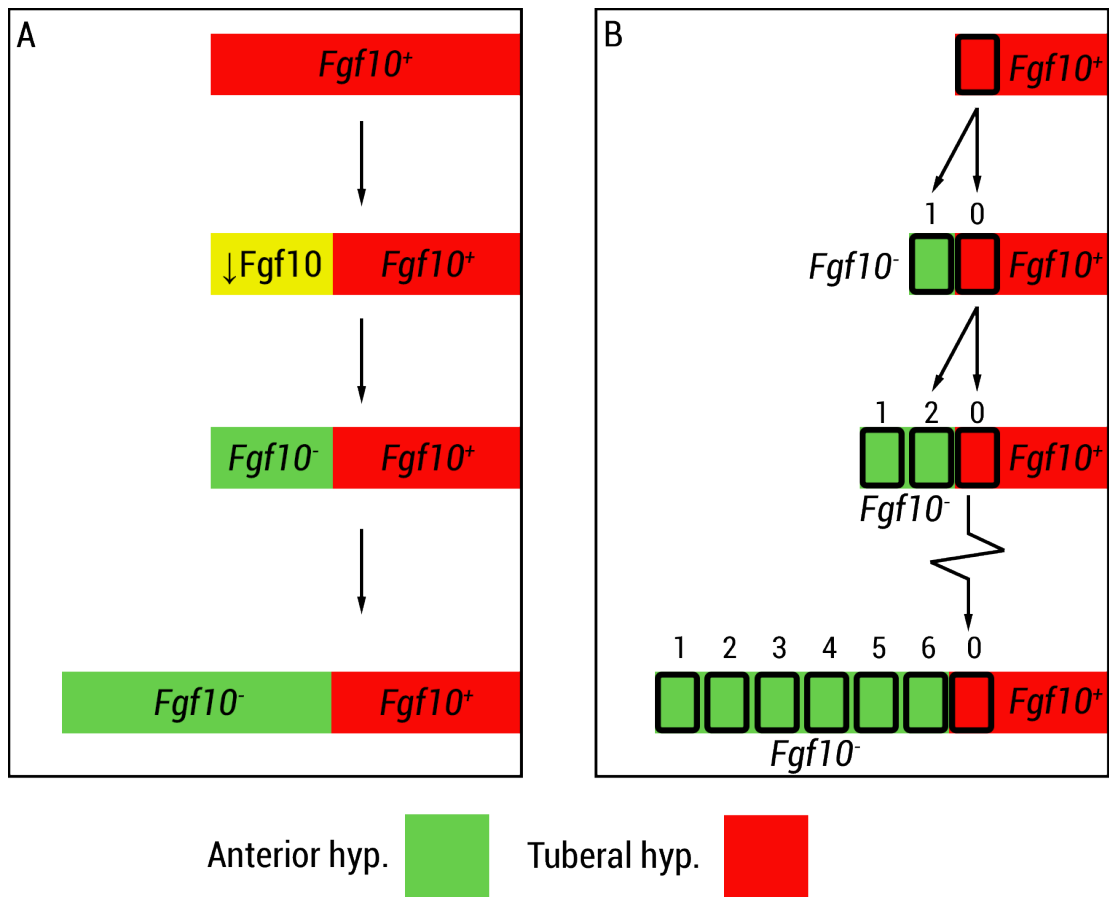 A
Fgf10+
↓Fgf10 Fgf10+
Fgf10- Fgf10+
Fgf10- Fgf10+
B
Fgf10+
1 0
Fgf10- Fgf10+
1 2 0
Fgf10+
Fgf10-
1 2 3 4 5 6 0
Fgf10+
Fgf10-
Anterior hyp. Tuberal hyp.